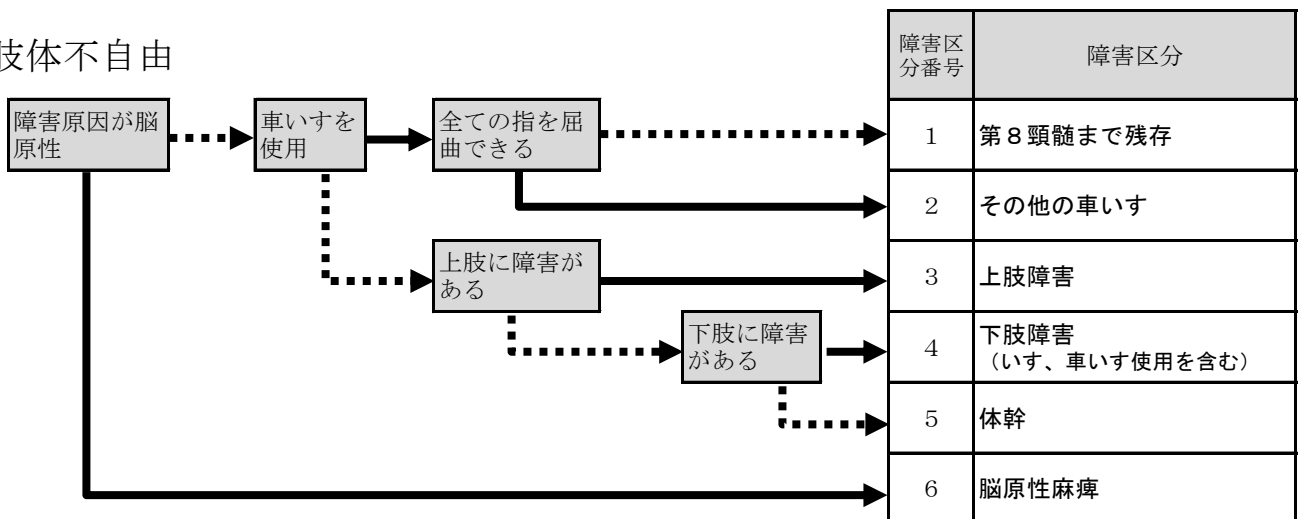 肢体不自由
障害区
分番号
障害区分
障害原因が脳
原性
車いすを
使用
全ての指を屈
曲できる
1
第8頸髄まで残存
2
その他の車いす
上肢に障害が
ある
3
上肢障害
下肢に障害
がある
4
下肢障害
(いす、車いす使用を含む)
5
体幹
6
脳原性麻痺